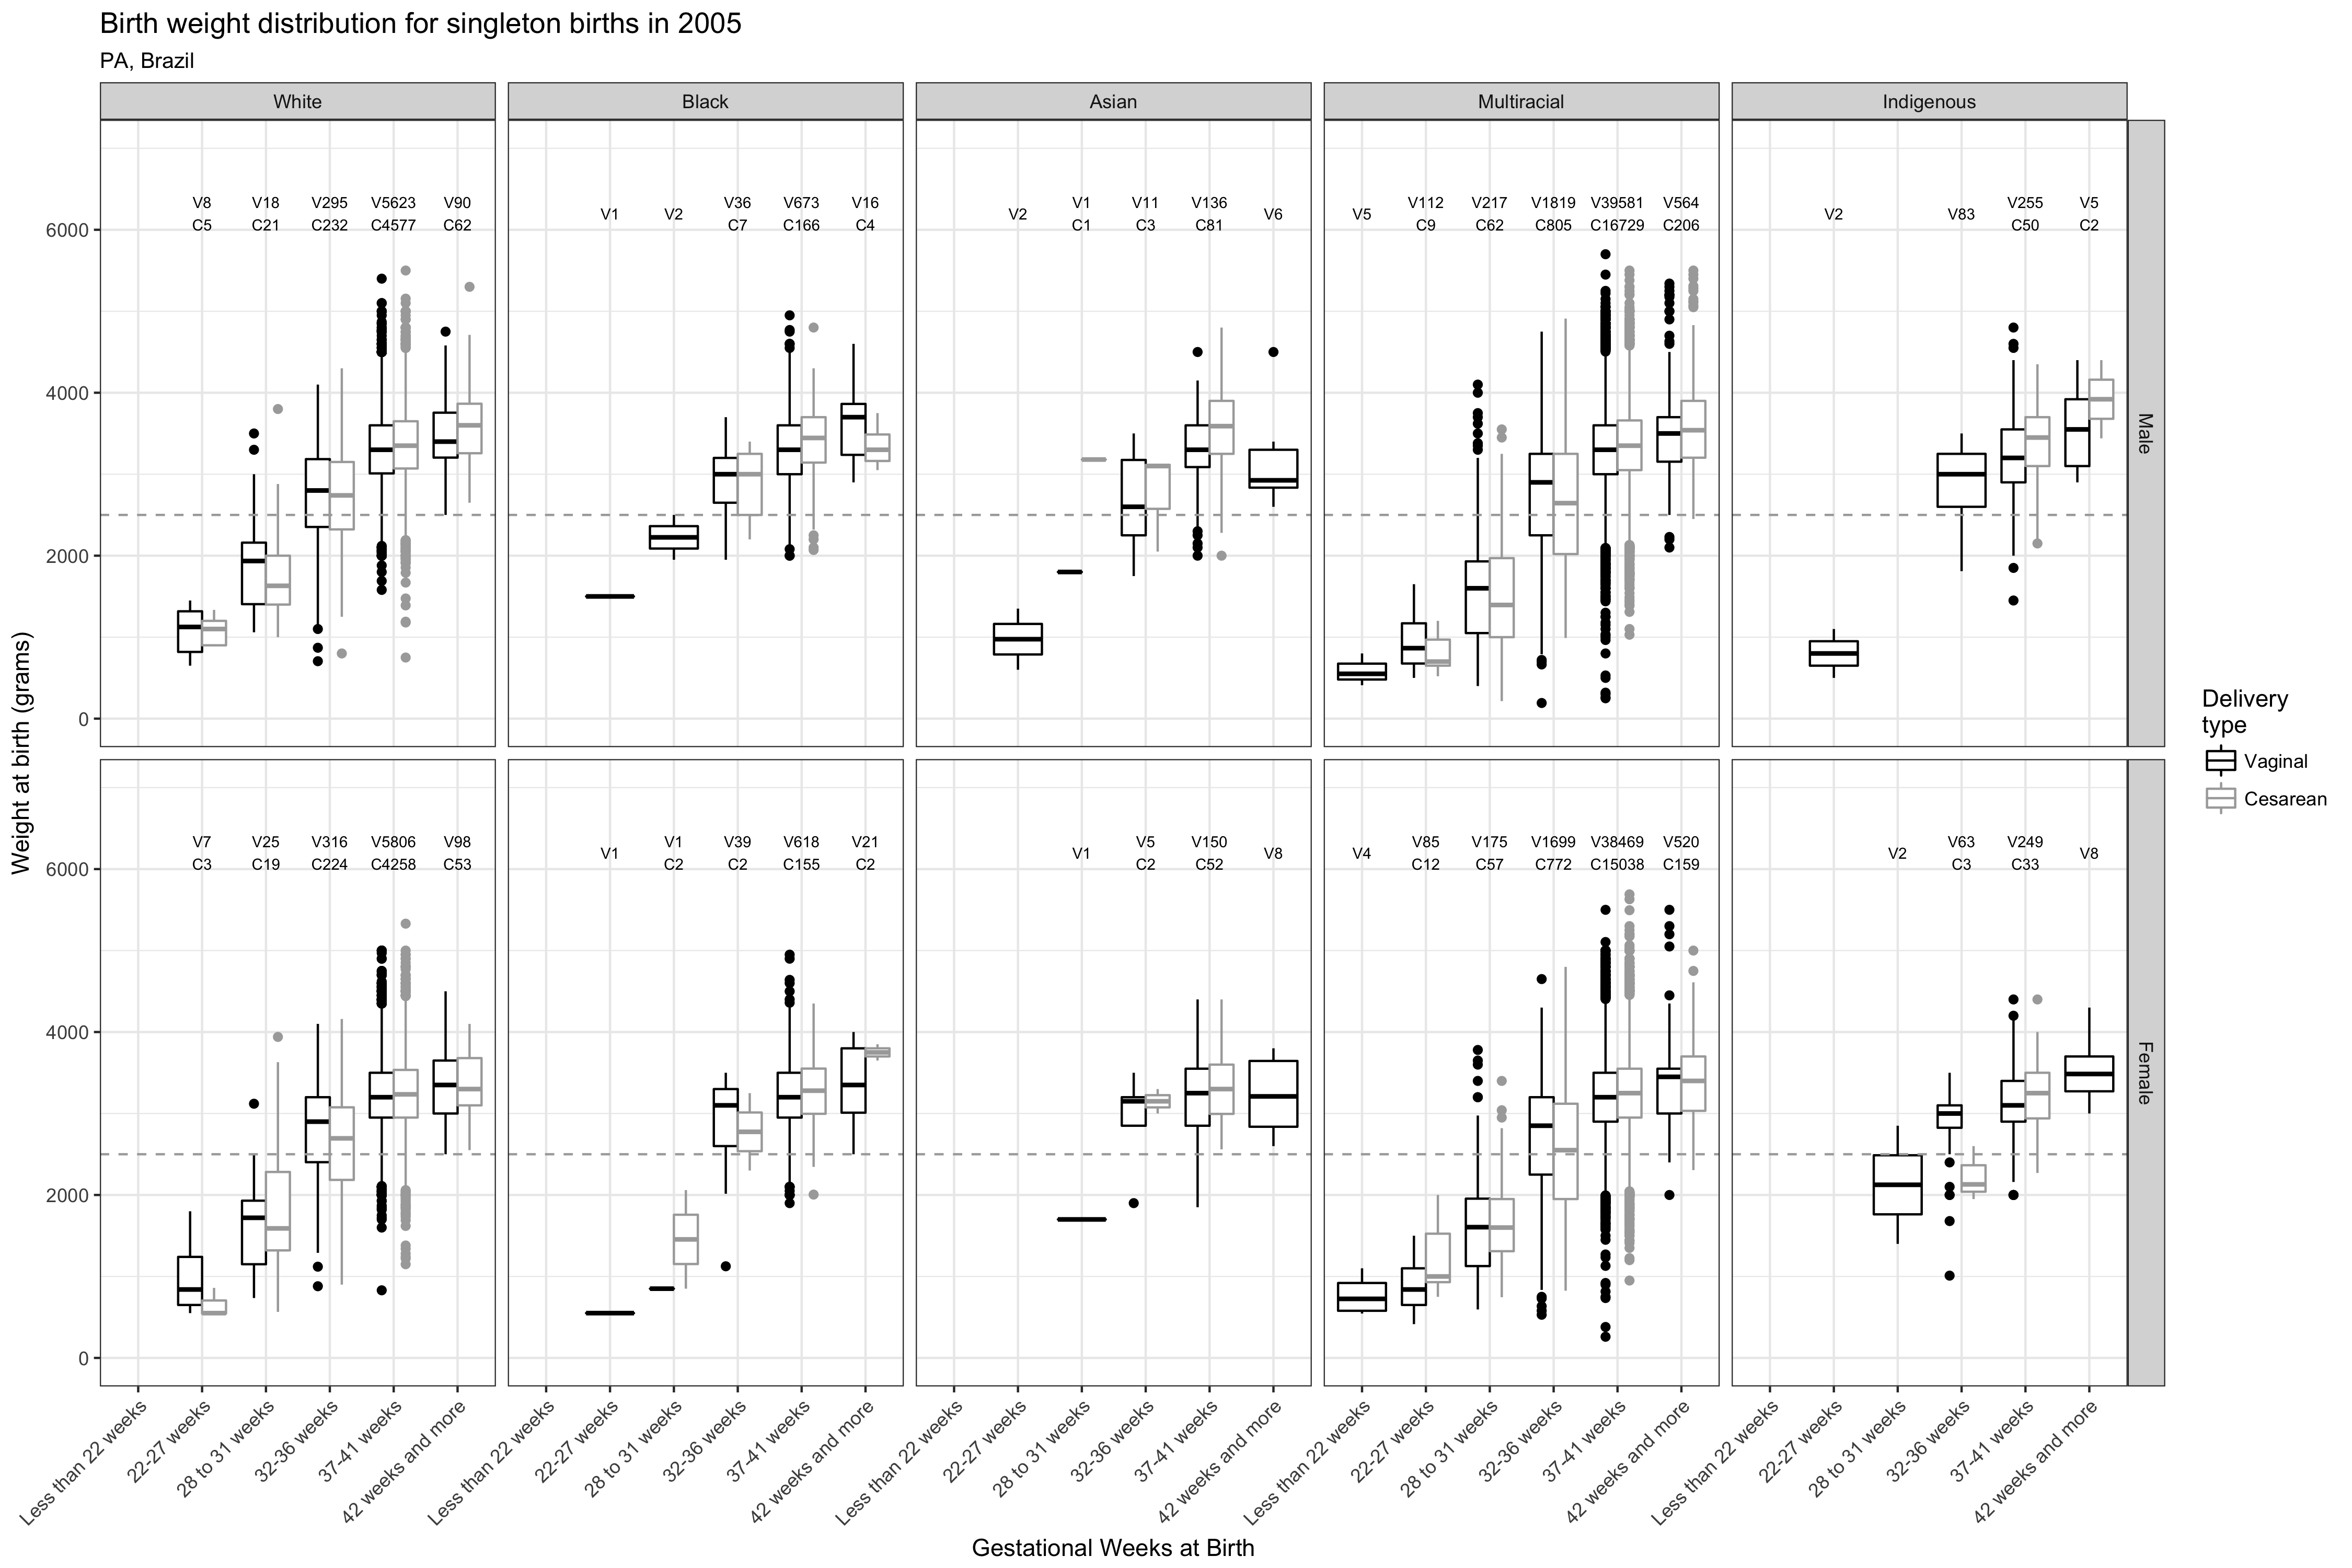 Birth weight distribution for singleton births in 2005
PA, Brazil
White Black Asian Multiracial Indigenous
V8 V18 V295 V5623 V90
C5 C21 C232 C4577 C62
V1 V2 V36 V673 V16
C7 C166 C4
V2 V1 V11 V136 V6
C1 C3 C81
V5 V112 V217 V1819 V39581 V564
C9 C62 C805 C16729 C206
V2 V83 V255 V5
C50 C2
6000
4000
2000
0
Male
V7 V25 V316 V5806 V98
C3 C19 C224 C4258 C53
V1 V1 V39 V618 V21
C2 C2 C155 C2
V1 V5 V150 V8
C2 C52
V4 V85 V175 V1699 V38469 V520
C12 C57 C772 C15038 C159
V2 V63 V249 V8
C3 C33
6000
4000
2000
0
Female
Weight at birth (grams)
Less than 22 weeks
22-27 weeks
28 to 31 weeks
32-36 weeks
37-41 weeks
42 weeks and more
Less than 22 weeks
22-27 weeks
28 to 31 weeks
32-36 weeks
37-41 weeks
42 weeks and more
Less than 22 weeks
22-27 weeks
28 to 31 weeks
32-36 weeks
37-41 weeks
42 weeks and more
Less than 22 weeks
22-27 weeks
28 to 31 weeks
32-36 weeks
37-41 weeks
42 weeks and more
Less than 22 weeks
22-27 weeks
28 to 31 weeks
32-36 weeks
37-41 weeks
42 weeks and more
Gestational Weeks at Birth
Delivery
type
Vaginal
Cesarean